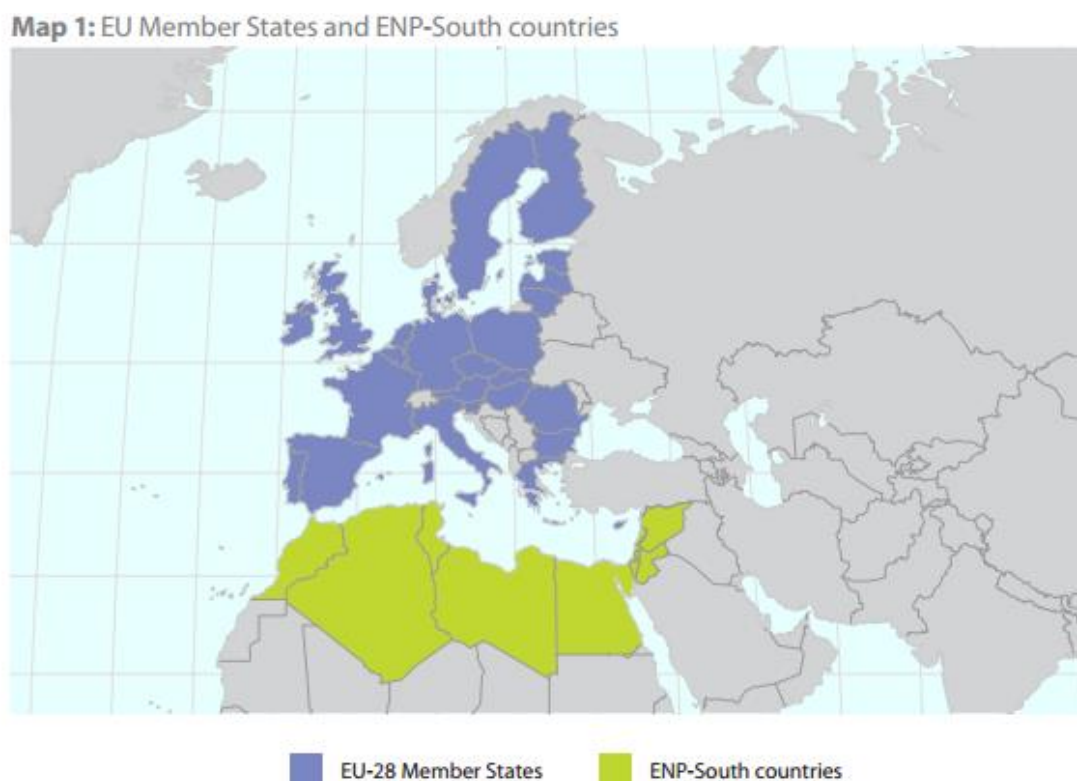 Map 1: EU Member States and ENP-South countries
EU-28 Member States
ENP-South countries